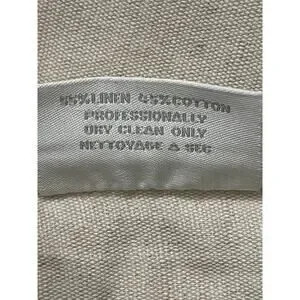 55%LINEN 45%COTTON
PROFESSIONALLY
DRY CLEAN ONLY
NETTOYAGE A SEC